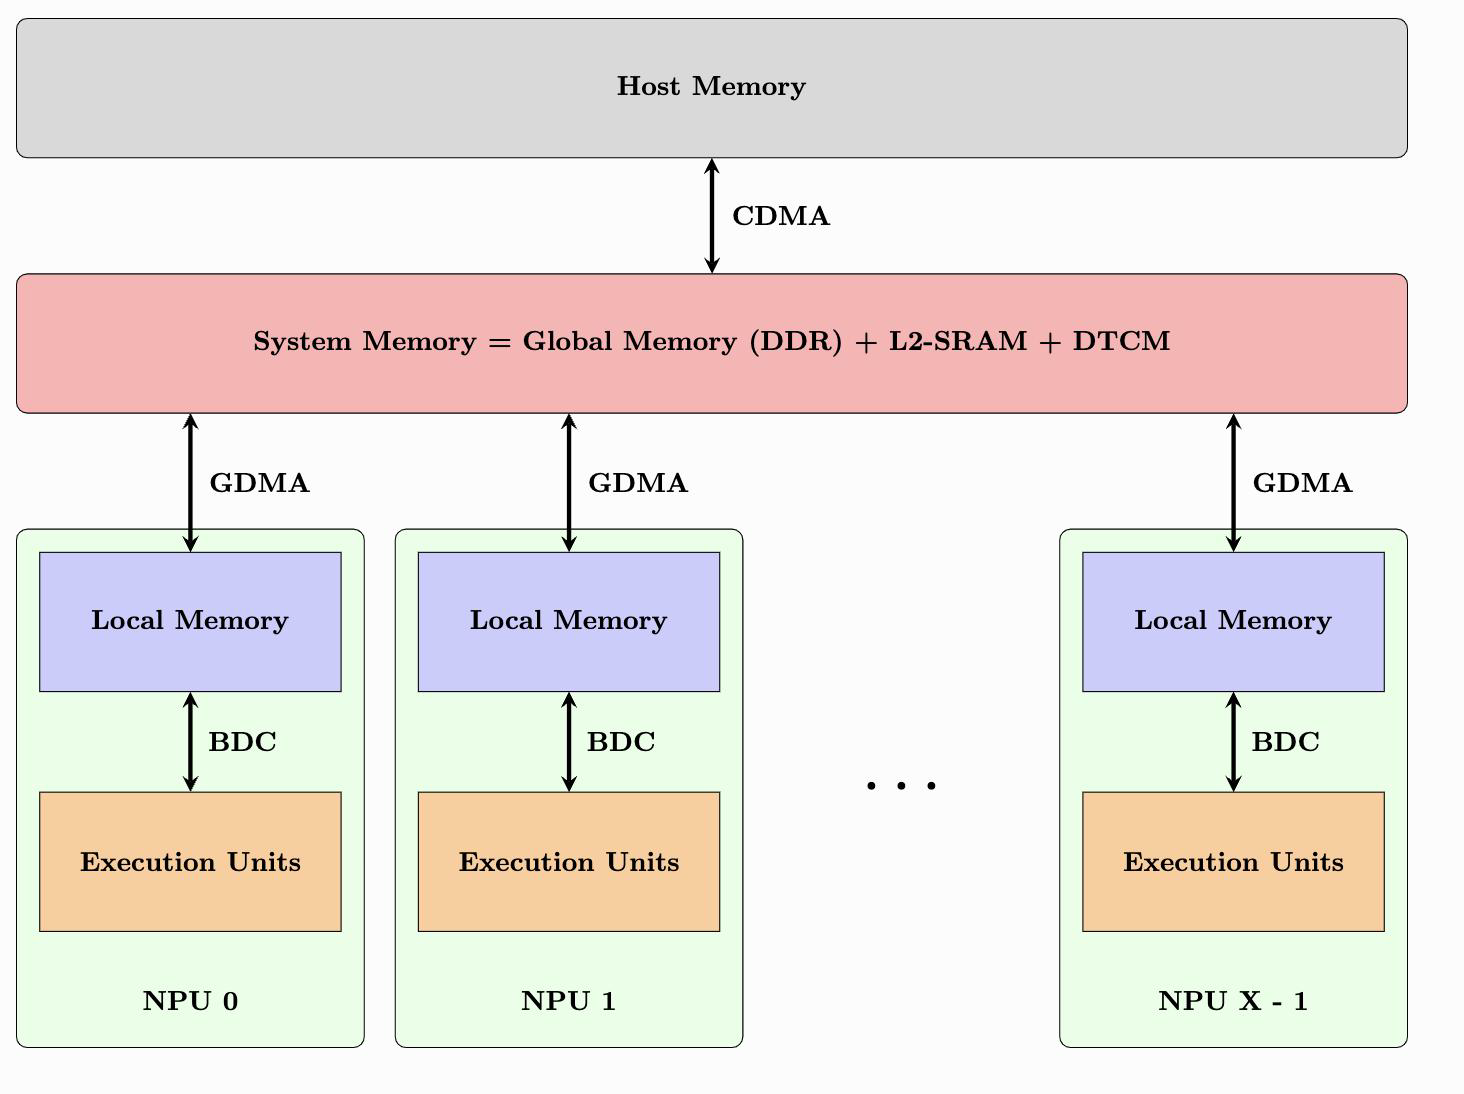 Host Memory
CDMA
System Memory = Global Memory (DDR) + L2-SRAM + DTCM
GDMA
GDMA
GDMA
Local Memory
Local Memory
Local Memory
BDC
BDC
BDC
. . .
Execution Units
Execution Units
Execution Units
NPU 0
NPU 1
NPU X - 1